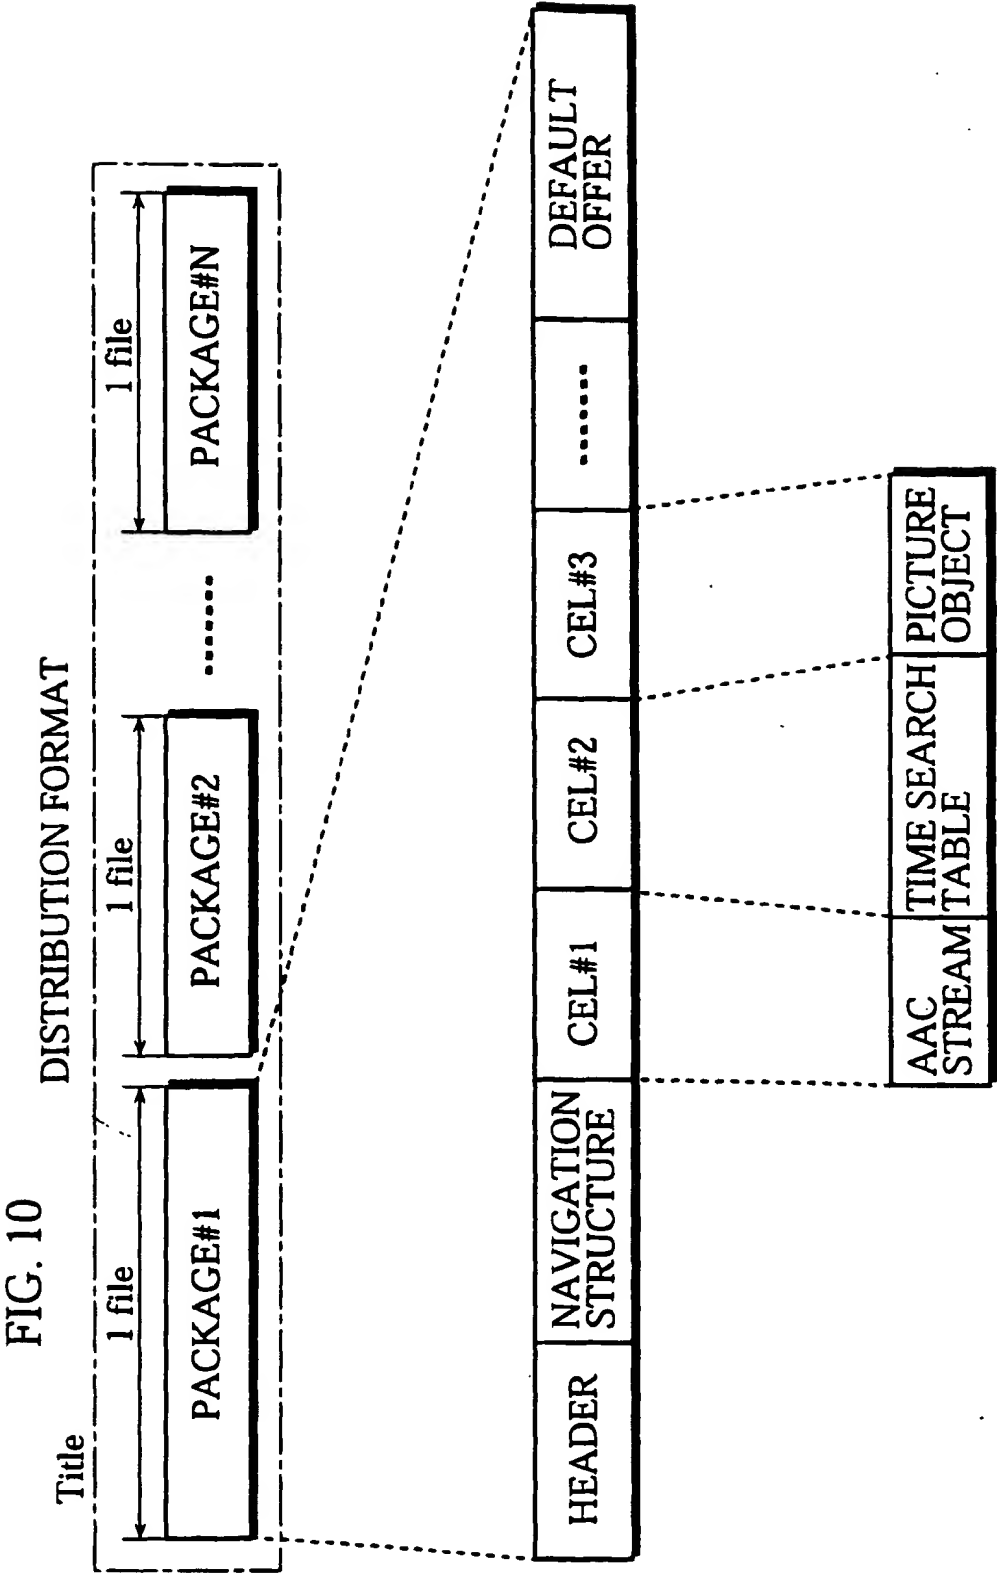 FIG. 10
DISTRIBUTION FORMAT
Title
1 file
1 file
1 file
PACKAGE#1
PACKAGE#2
........
PACKAGE#N
HEADER
NAVIGATION
STRUCTURE
CEL#1
CEL#2
CEL#3
........
DEFAULT
OFFER
AAC
STREAM
TIME SEARCH
TABLE
PICTURE
OBJECT